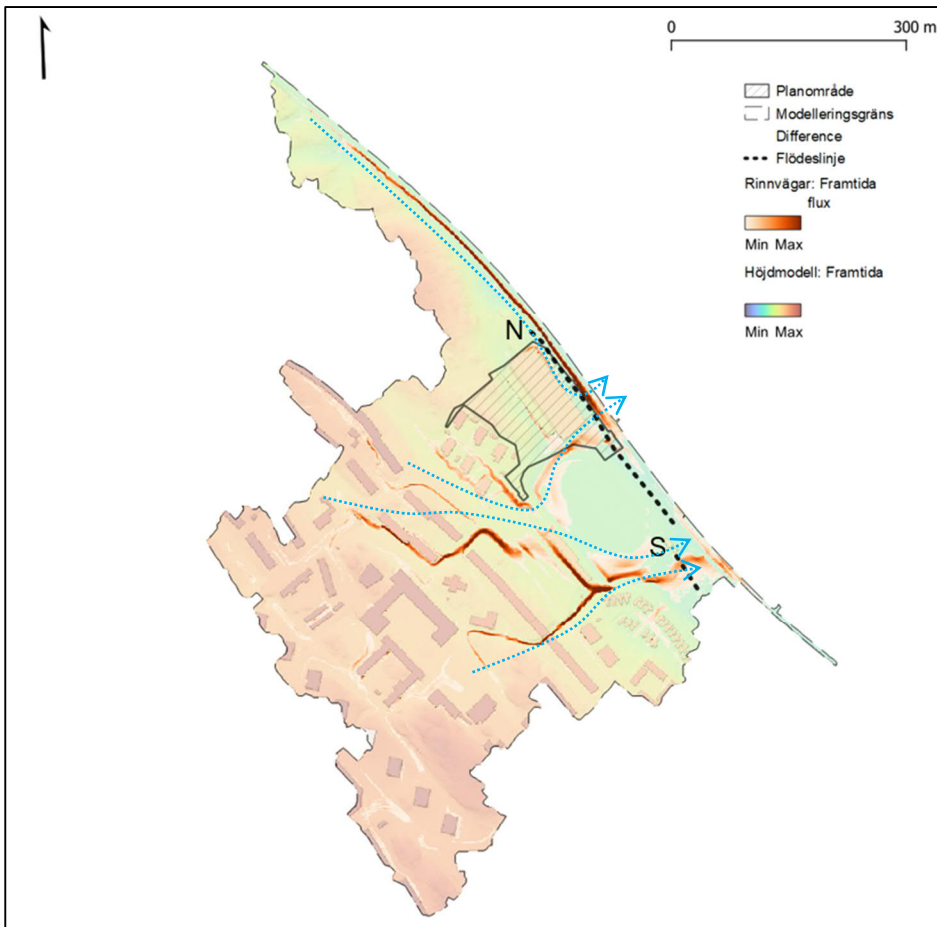 0 300 m
Planområde
Modelleringsgräns
Difference
Flödeslinje
Rinnvägar: Framtida
flux
Min Max
Höjdmodell: Framtida
Min Max
N
S